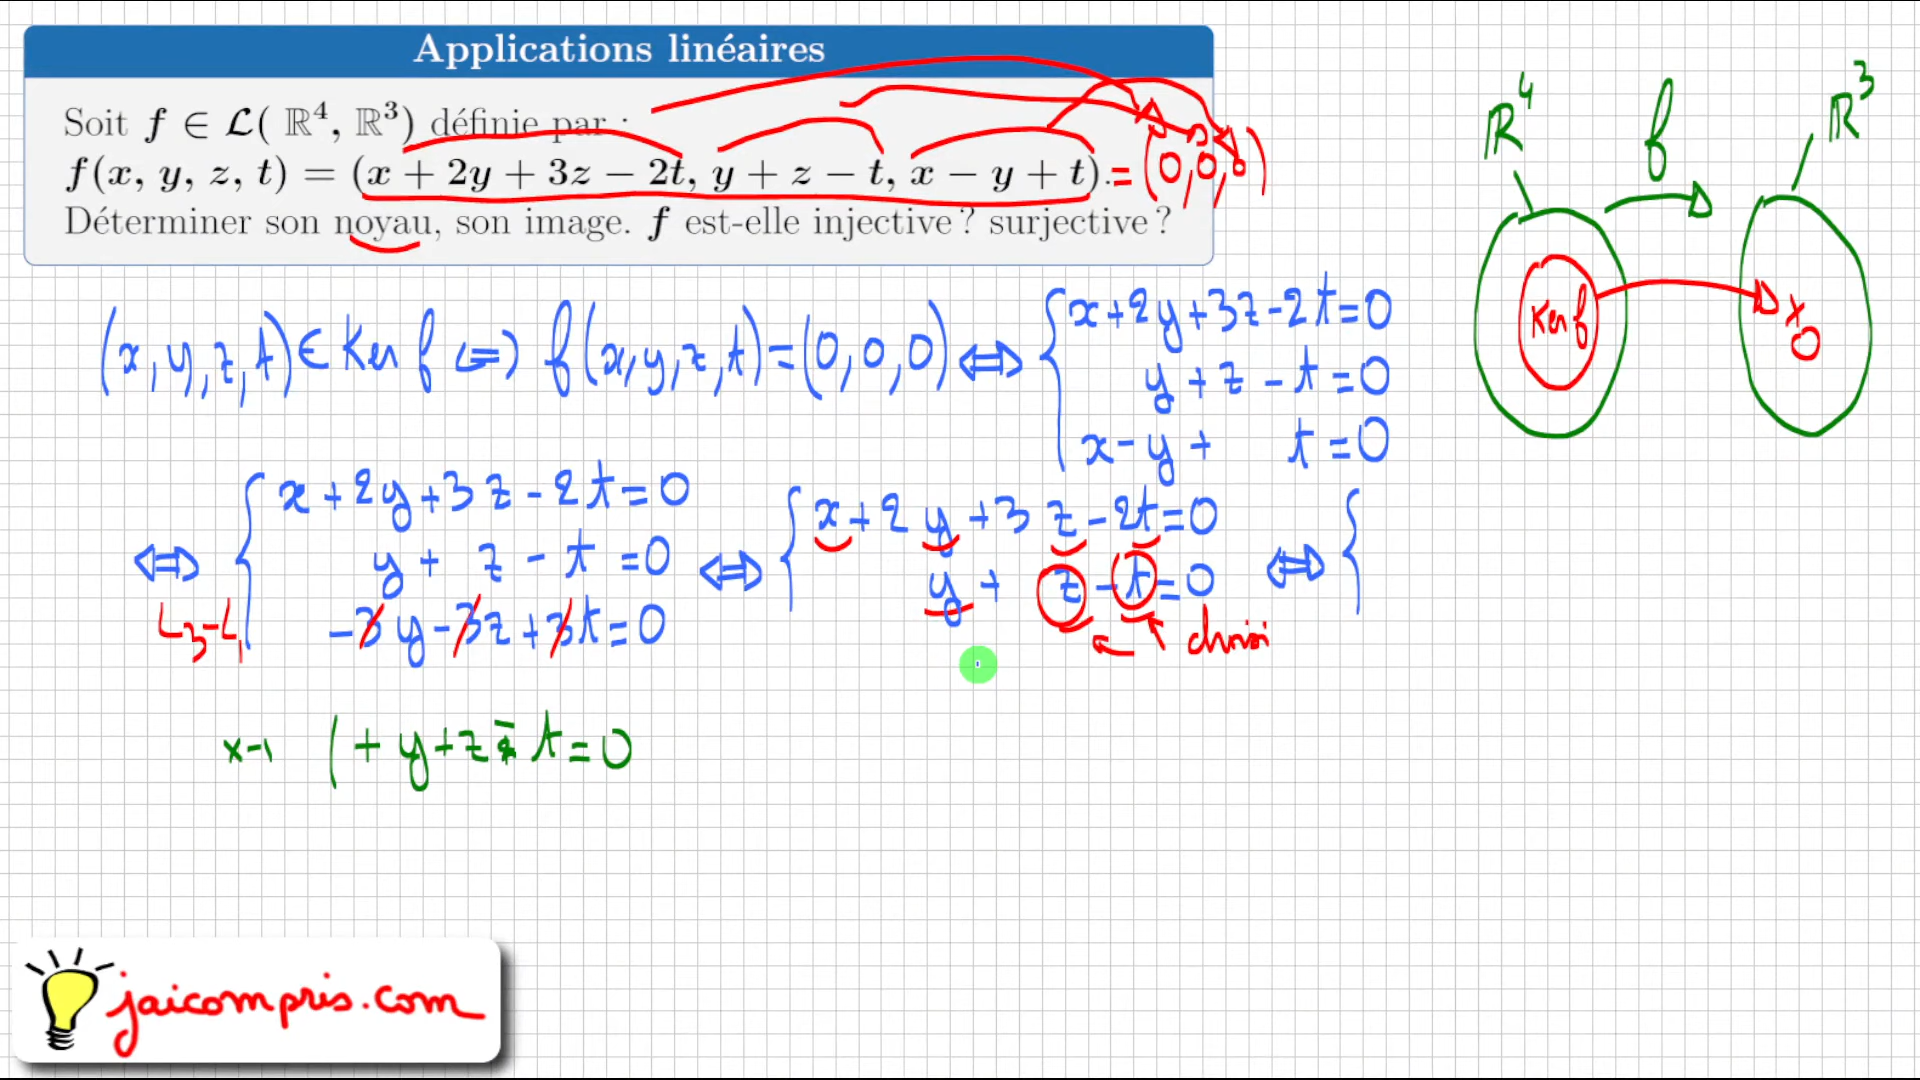 Applications linéaires
Soit f ∈ ℒ( ℝ⁴, ℝ³) définie par :
f(x, y, z, t) = (x + 2y + 3z − 2t, y + z − t, x − y + t). = (0,0,0)
Déterminer son noyau, son image. f est-elle injective ? surjective ?
ℝ⁴ f ℝ³
Ker f x 0
(x,y,z,t) ∈ Ker f ⟺ f(x,y,z,t) = (0,0,0) ⟺ { x+2y+3z-2t=0
y+z-t=0
x-y+ t=0
⟺ { x+2y+3z-2t=0
y+ z-t=0
L3-L1 -3y-3z+3t=0
⟺ { x+2y+3z-2t=0
y+ z-t=0
⟺ {
choisi
x-1 ( + y+z-t=0
jaicompris.com